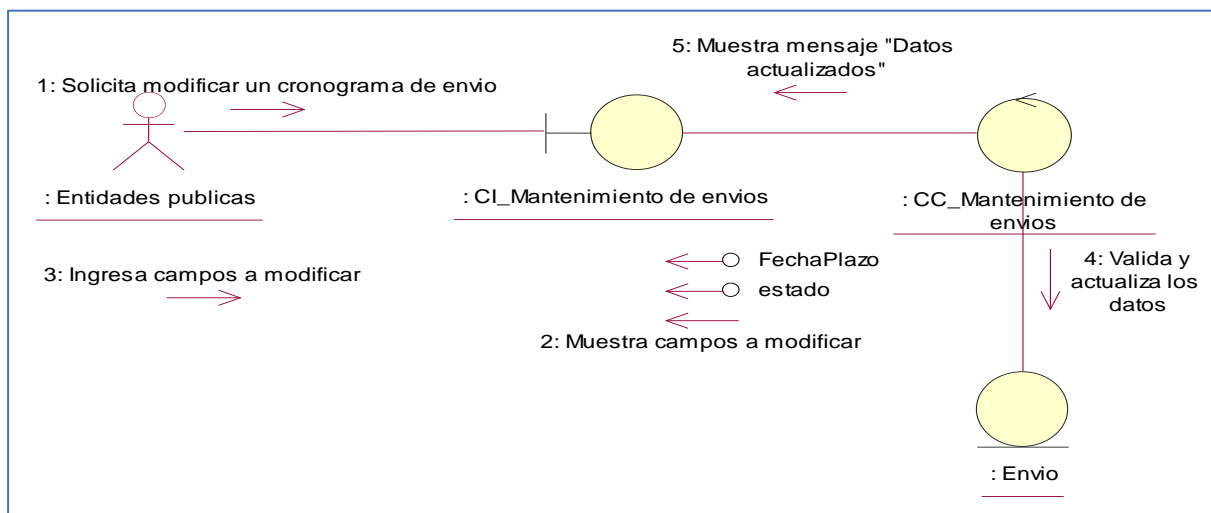 5: Muestra mensaje "Datos
actualizados"
1: Solicita modificar un cronograma de envio
: Entidades publicas
: CI_Mantenimiento de envios
: CC_Mantenimiento de
envios
3: Ingresa campos a modificar
FechaPlazo
estado
2: Muestra campos a modificar
4: Valida y
actualiza los
datos
: Envio